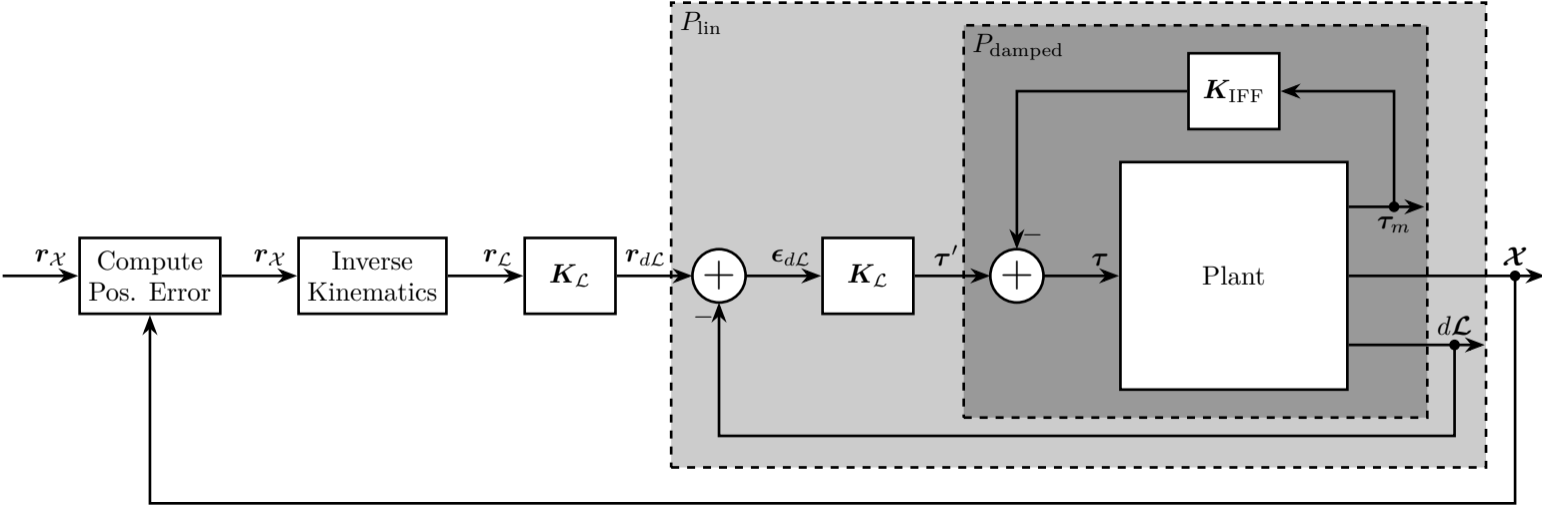 P_lin
P_damped
K_IFF
r_𝒳
Compute
Pos. Error
r_𝒳
Inverse
Kinematics
r_ℒ
K_ℒ
r_dℒ
+
−
ϵ_dℒ
K_ℒ
τ′
+
−
τ
Plant
τ_m
𝒳
dℒ